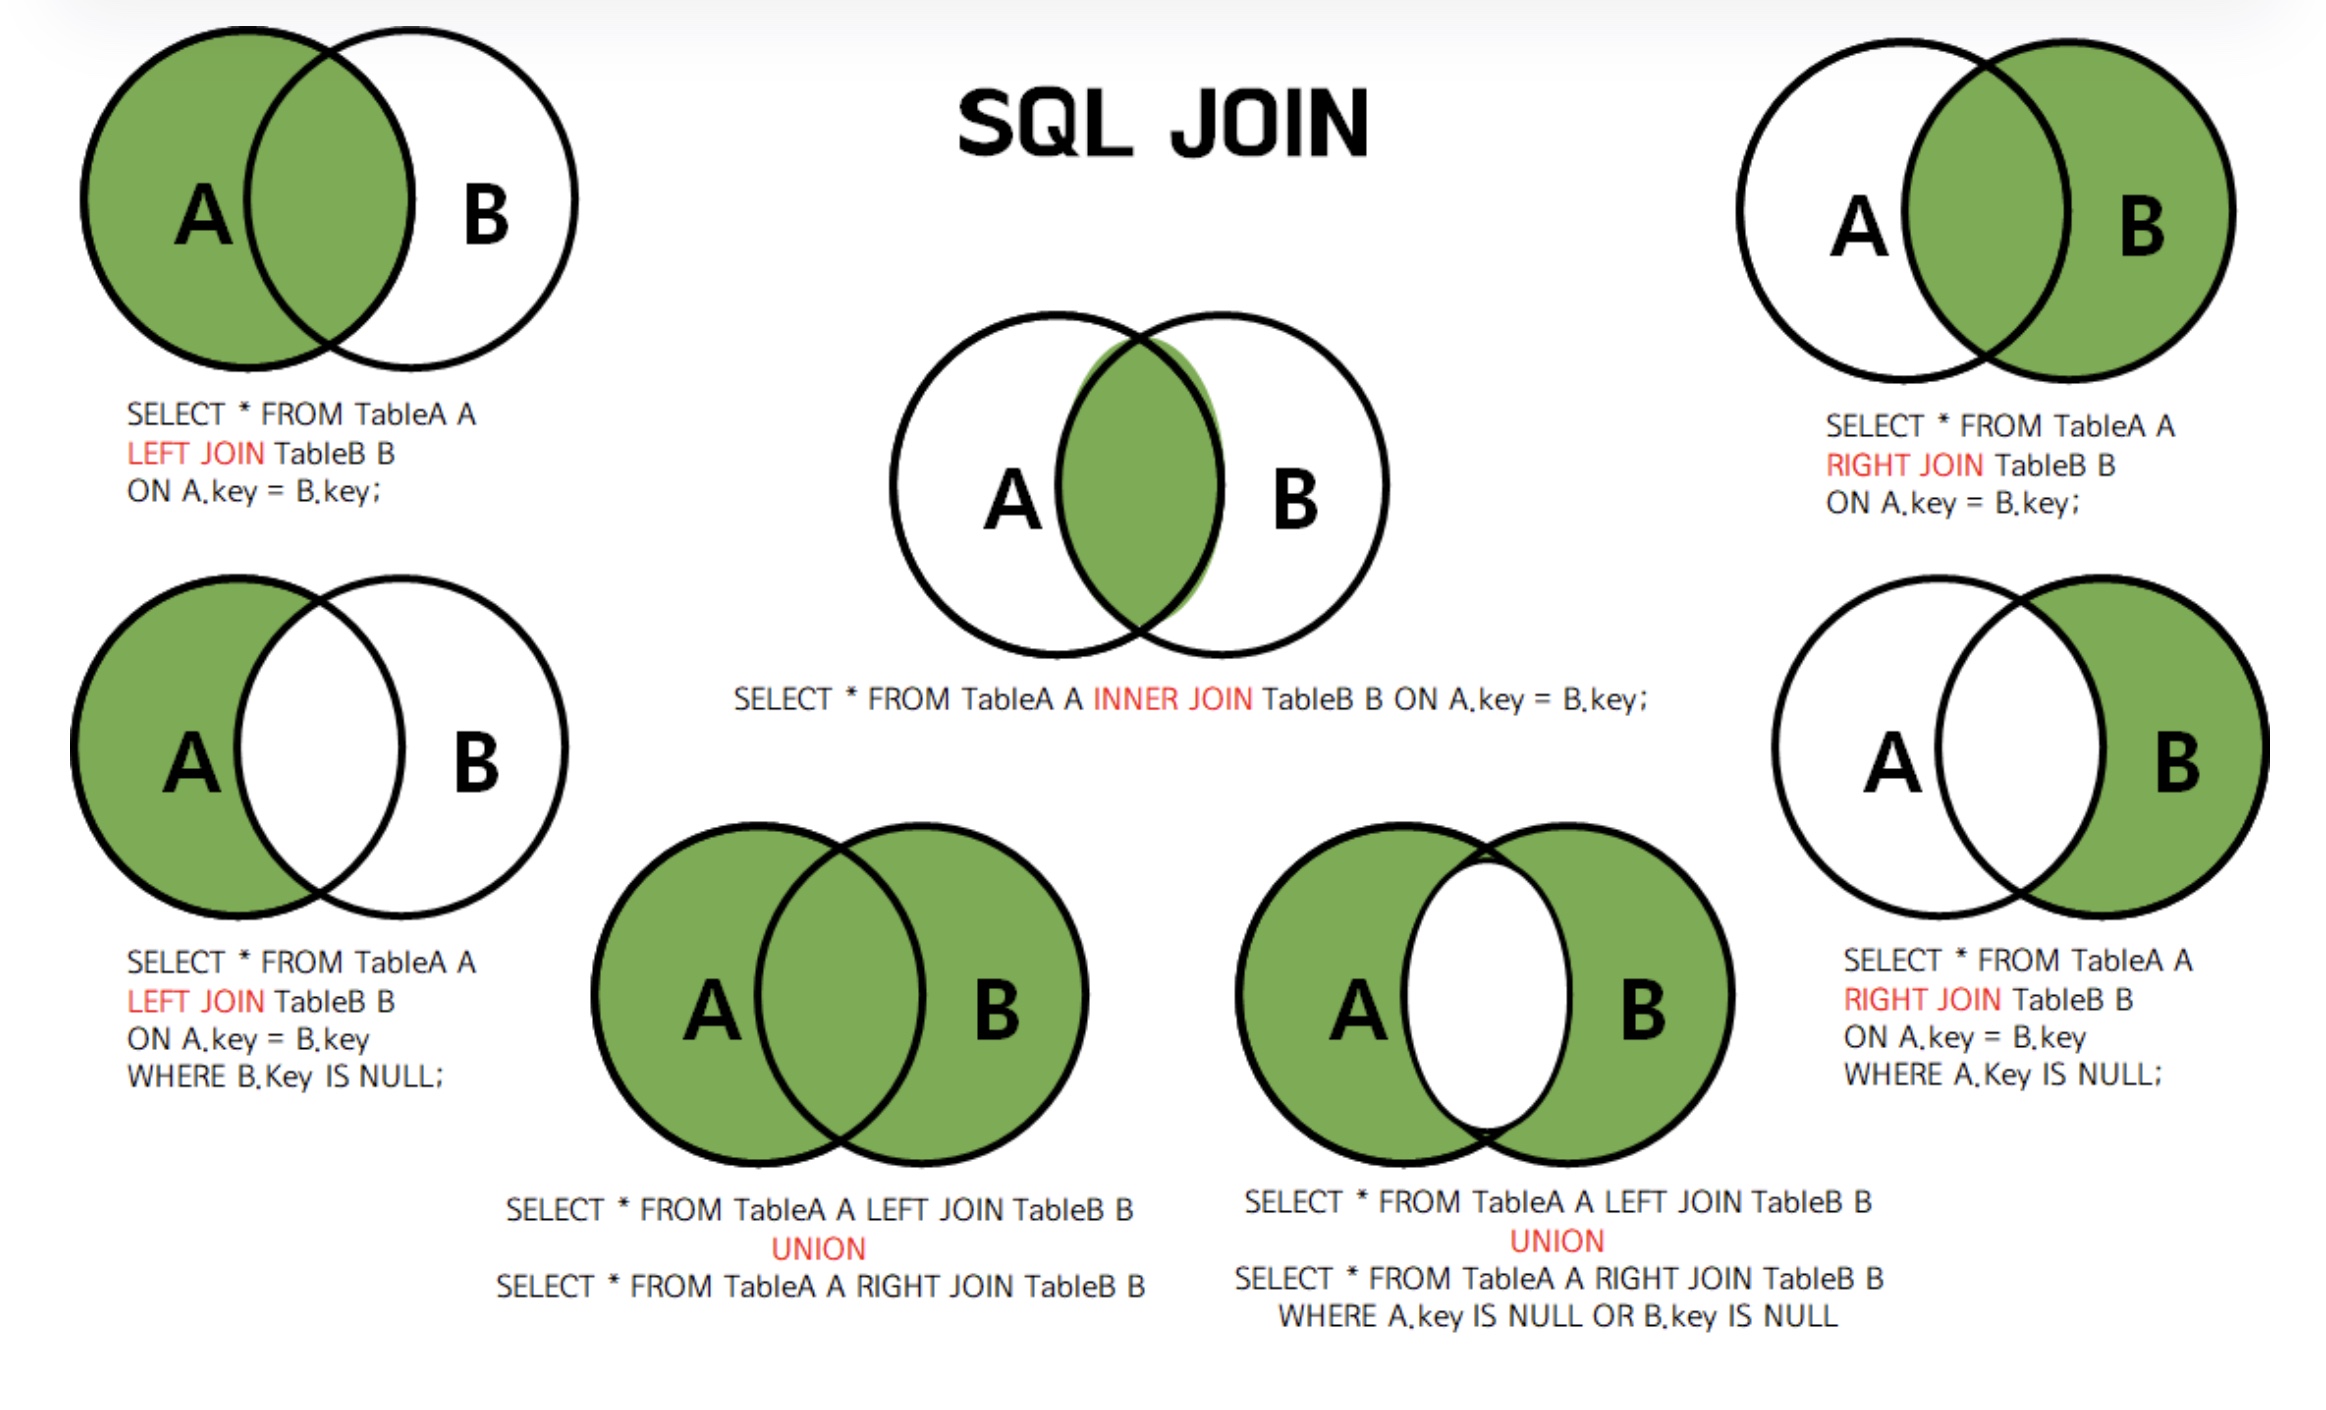 SQL JOIN
A B
SELECT * FROM TableA A
LEFT JOIN TableB B
ON A.key = B.key;
A B
SELECT * FROM TableA A INNER JOIN TableB B ON A.key = B.key;
A B
SELECT * FROM TableA A
RIGHT JOIN TableB B
ON A.key = B.key;
A B
SELECT * FROM TableA A
LEFT JOIN TableB B
ON A.key = B.key
WHERE B.Key IS NULL;
A B
SELECT * FROM TableA A LEFT JOIN TableB B
UNION
SELECT * FROM TableA A RIGHT JOIN TableB B
A B
SELECT * FROM TableA A LEFT JOIN TableB B
UNION
SELECT * FROM TableA A RIGHT JOIN TableB B
WHERE A.key IS NULL OR B.key IS NULL
A B
SELECT * FROM TableA A
RIGHT JOIN TableB B
ON A.key = B.key
WHERE A.Key IS NULL;